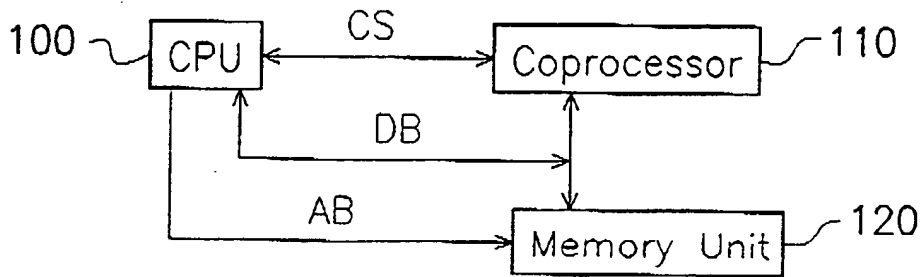 100 CPU CS Coprocessor 110
DB
AB
Memory Unit 120